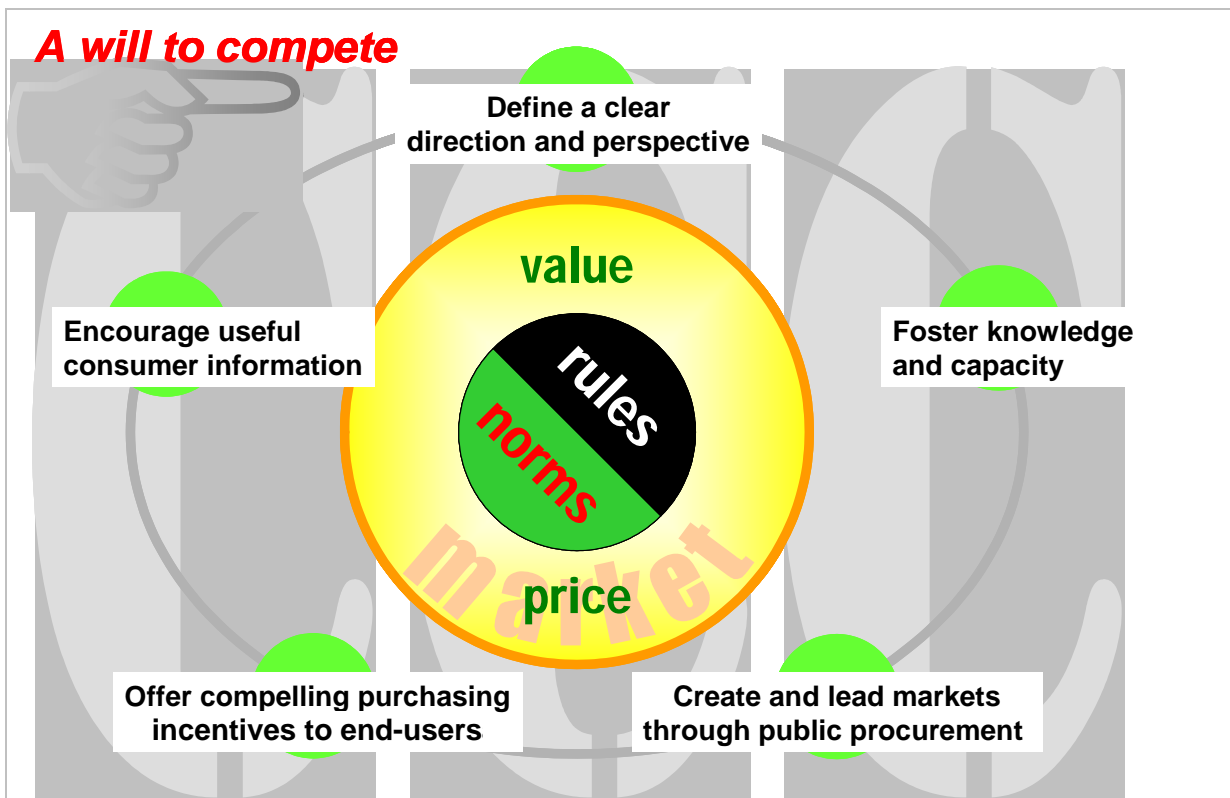 A will to compete
Define a clear
direction and perspective
value
Encourage useful
consumer information
Foster knowledge
and capacity
rules
norms
market
price
Offer compelling purchasing
incentives to end-users
Create and lead markets
through public procurement